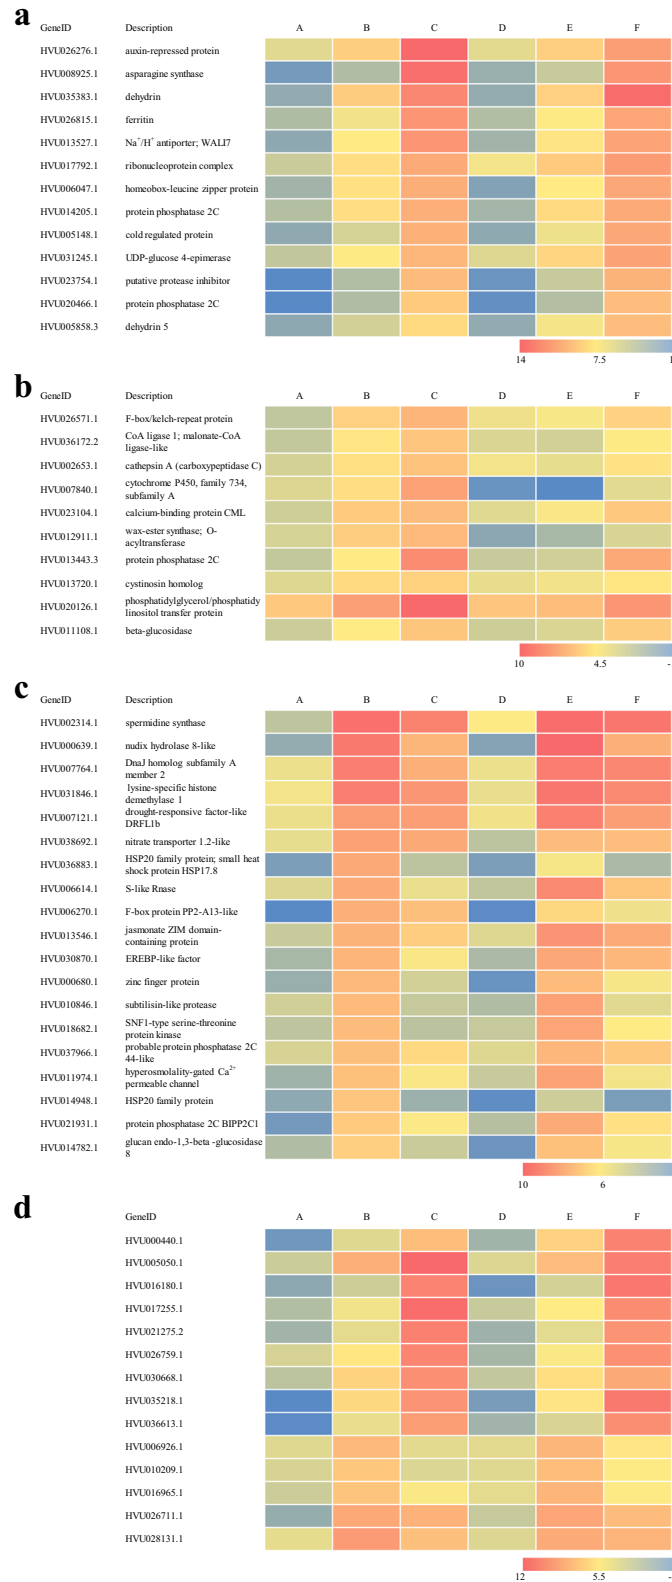 a
GeneID Description A B C D E F
HVU026276.1 auxin-repressed protein
HVU008925.1 asparagine synthase
HVU035383.1 dehydrin
HVU026815.1 ferritin
HVU013527.1 Na⁺/H⁺ antiporter; WALI7
HVU017792.1 ribonucleoprotein complex
HVU006047.1 homeobox-leucine zipper protein
HVU014205.1 protein phosphatase 2C
HVU005148.1 cold regulated protein
HVU031245.1 UDP-glucose 4-epimerase
HVU023754.1 putative protease inhibitor
HVU020466.1 protein phosphatase 2C
HVU005858.3 dehydrin 5
14 7.5 1
b
GeneID Description A B C D E F
HVU026571.1 F-box/kelch-repeat protein
HVU036172.2 CoA ligase 1; malonate-CoA
ligase-like
HVU002653.1 cathepsin A (carboxypeptidase C)
HVU007840.1 cytochrome P450, family 734,
subfamily A
HVU023104.1 calcium-binding protein CML
HVU012911.1 wax-ester synthase; O-
acyltransferase
HVU013443.3 protein phosphatase 2C
HVU013720.1 cystinosin homolog
HVU020126.1 phosphatidylglycerol/phosphatidy
linositol transfer protein
HVU011108.1 beta-glucosidase
10 4.5 -
c
GeneID Description A B C D E F
HVU002314.1 spermidine synthase
HVU000639.1 nudix hydrolase 8-like
HVU007764.1 DnaJ homolog subfamily A
member 2
HVU031846.1 lysine-specific histone
demethylase 1
HVU007121.1 drought-responsive factor-like
DRFL1b
HVU038692.1 nitrate transporter 1.2-like
HVU036883.1 HSP20 family protein; small heat
shock protein HSP17.8
HVU006614.1 S-like Rnase
HVU006270.1 F-box protein PP2-A13-like
HVU013546.1 jasmonate ZIM domain-
containing protein
HVU030870.1 EREBP-like factor
HVU000680.1 zinc finger protein
HVU010846.1 subtilisin-like protease
HVU018682.1 SNF1-type serine-threonine
protein kinase
HVU037966.1 probable protein phosphatase 2C
44-like
HVU011974.1 hyperosmolality-gated Ca²⁺
permeable channel
HVU014948.1 HSP20 family protein
HVU021931.1 protein phosphatase 2C BIPP2C1
HVU014782.1 glucan endo-1,3-beta -glucosidase
8
10 6
d
GeneID A B C D E F
HVU000440.1
HVU005050.1
HVU016180.1
HVU017255.1
HVU021275.2
HVU026759.1
HVU030668.1
HVU035218.1
HVU036613.1
HVU006926.1
HVU010209.1
HVU016965.1
HVU026711.1
HVU028131.1
12 5.5 -